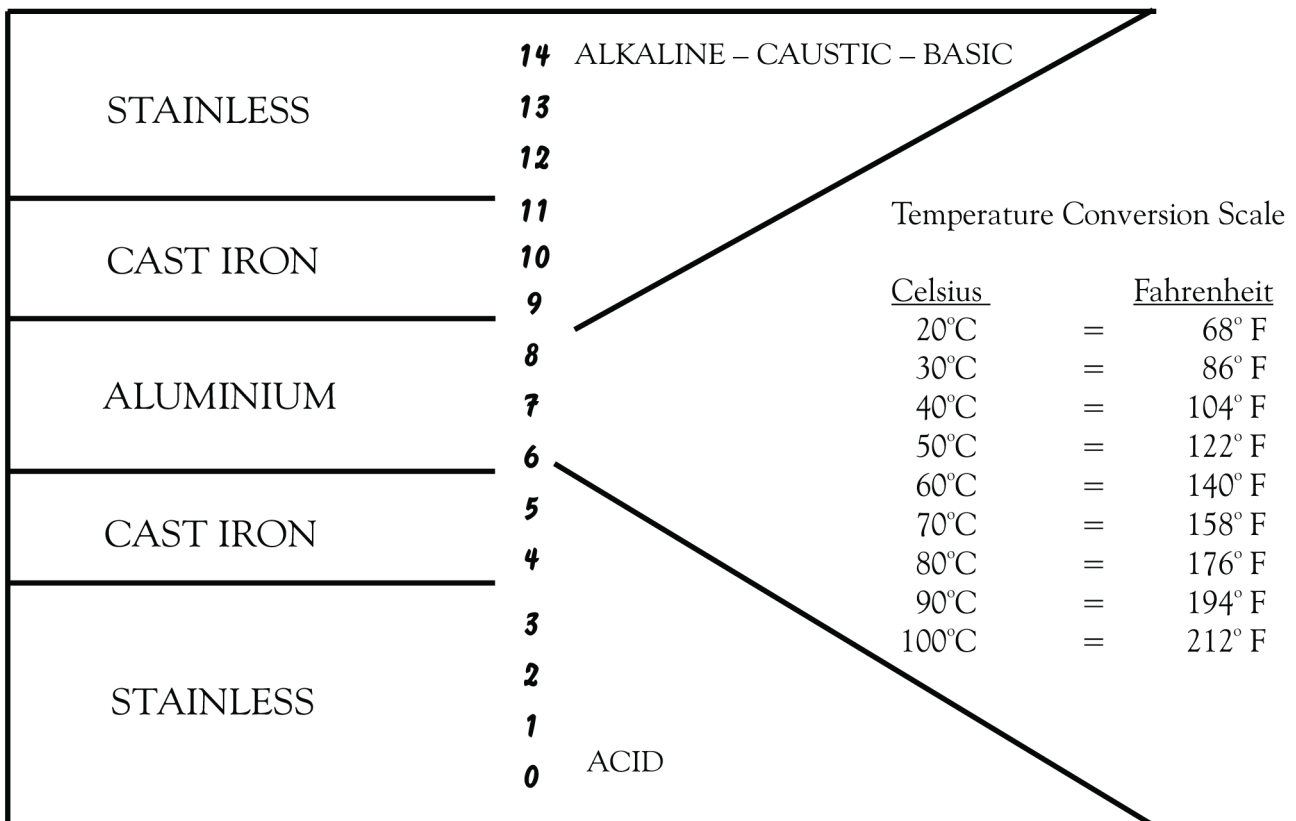 14 ALKALINE – CAUSTIC – BASIC
STAINLESS
13
12
11
CAST IRON
10
9
8
ALUMINIUM
7
6
5
CAST IRON
4
3
2
STAINLESS
1
0 ACID
Temperature Conversion Scale
Celsius Fahrenheit
20°C = 68° F
30°C = 86° F
40°C = 104° F
50°C = 122° F
60°C = 140° F
70°C = 158° F
80°C = 176° F
90°C = 194° F
100°C = 212° F